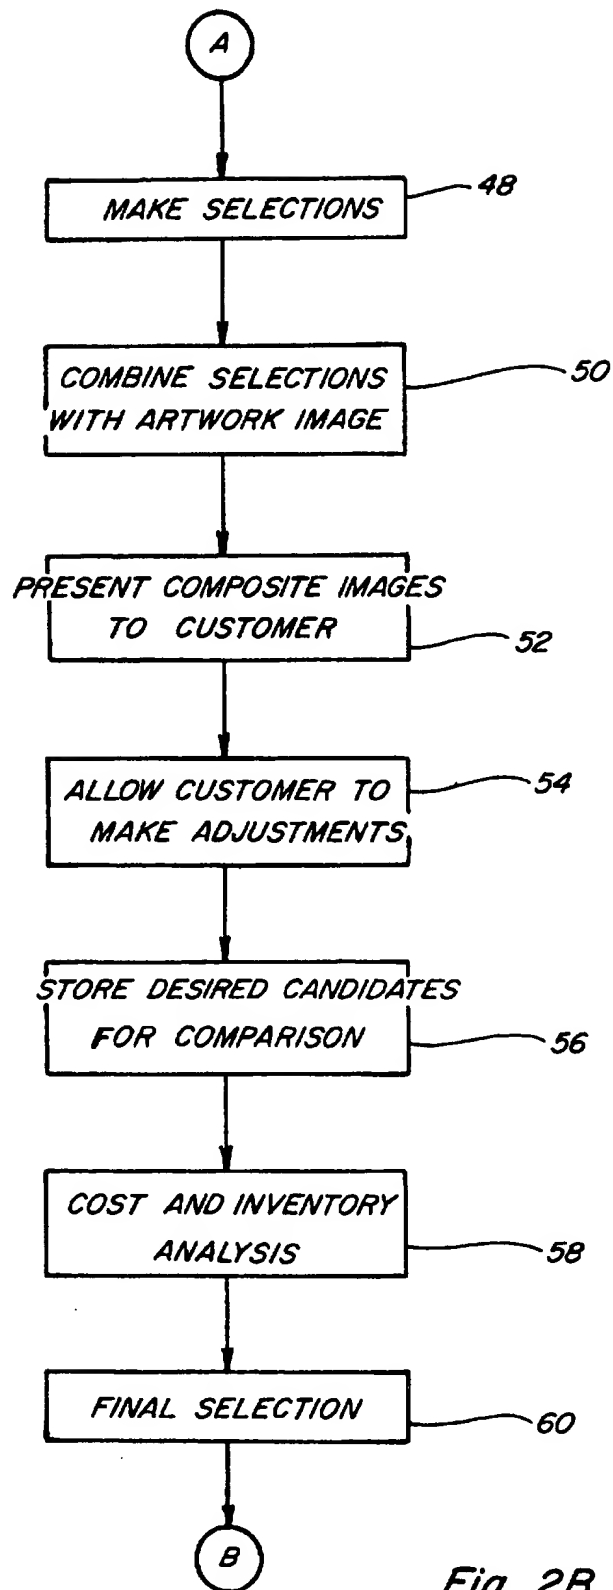 A
MAKE SELECTIONS
48
COMBINE SELECTIONS
WITH ARTWORK IMAGE
50
PRESENT COMPOSITE IMAGES
TO CUSTOMER
52
ALLOW CUSTOMER TO
MAKE ADJUSTMENTS
54
STORE DESIRED CANDIDATES
FOR COMPARISON
56
COST AND INVENTORY
ANALYSIS
58
FINAL SELECTION
60
B
Fig. 2B